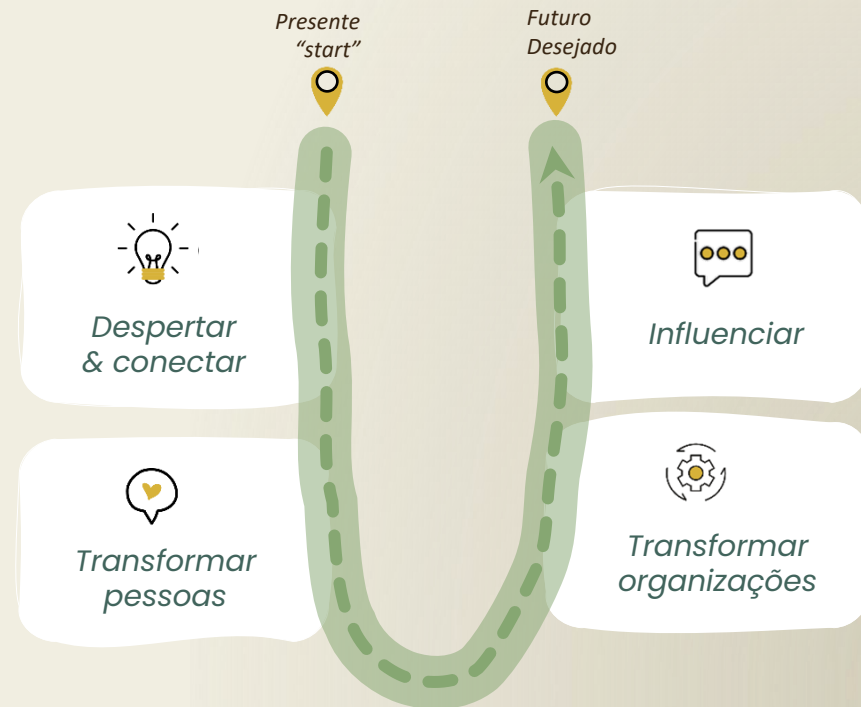 Presente
“start”
Futuro
Desejado
Despertar
& conectar
Influenciar
Transformar
pessoas
Transformar
organizações